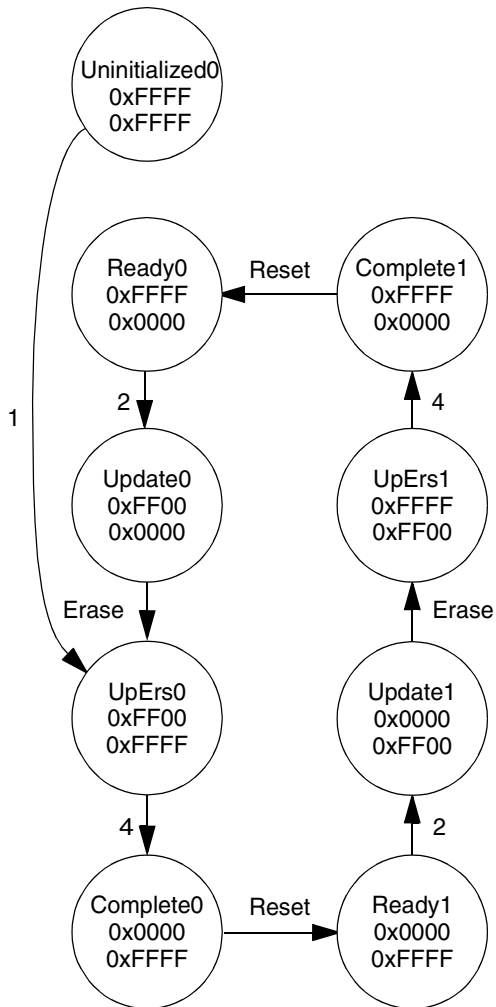 Uninitialized0
0xFFFF
0xFFFF
Ready0
0xFFFF
0x0000
Reset
Complete1
0xFFFF
0x0000
1
2
4
Update0
0xFF00
0x0000
UpErs1
0xFFFF
0xFF00
Erase
Erase
UpErs0
0xFF00
0xFFFF
Update1
0x0000
0xFF00
4
2
Complete0
0x0000
0xFFFF
Reset
Ready1
0x0000
0xFFFF